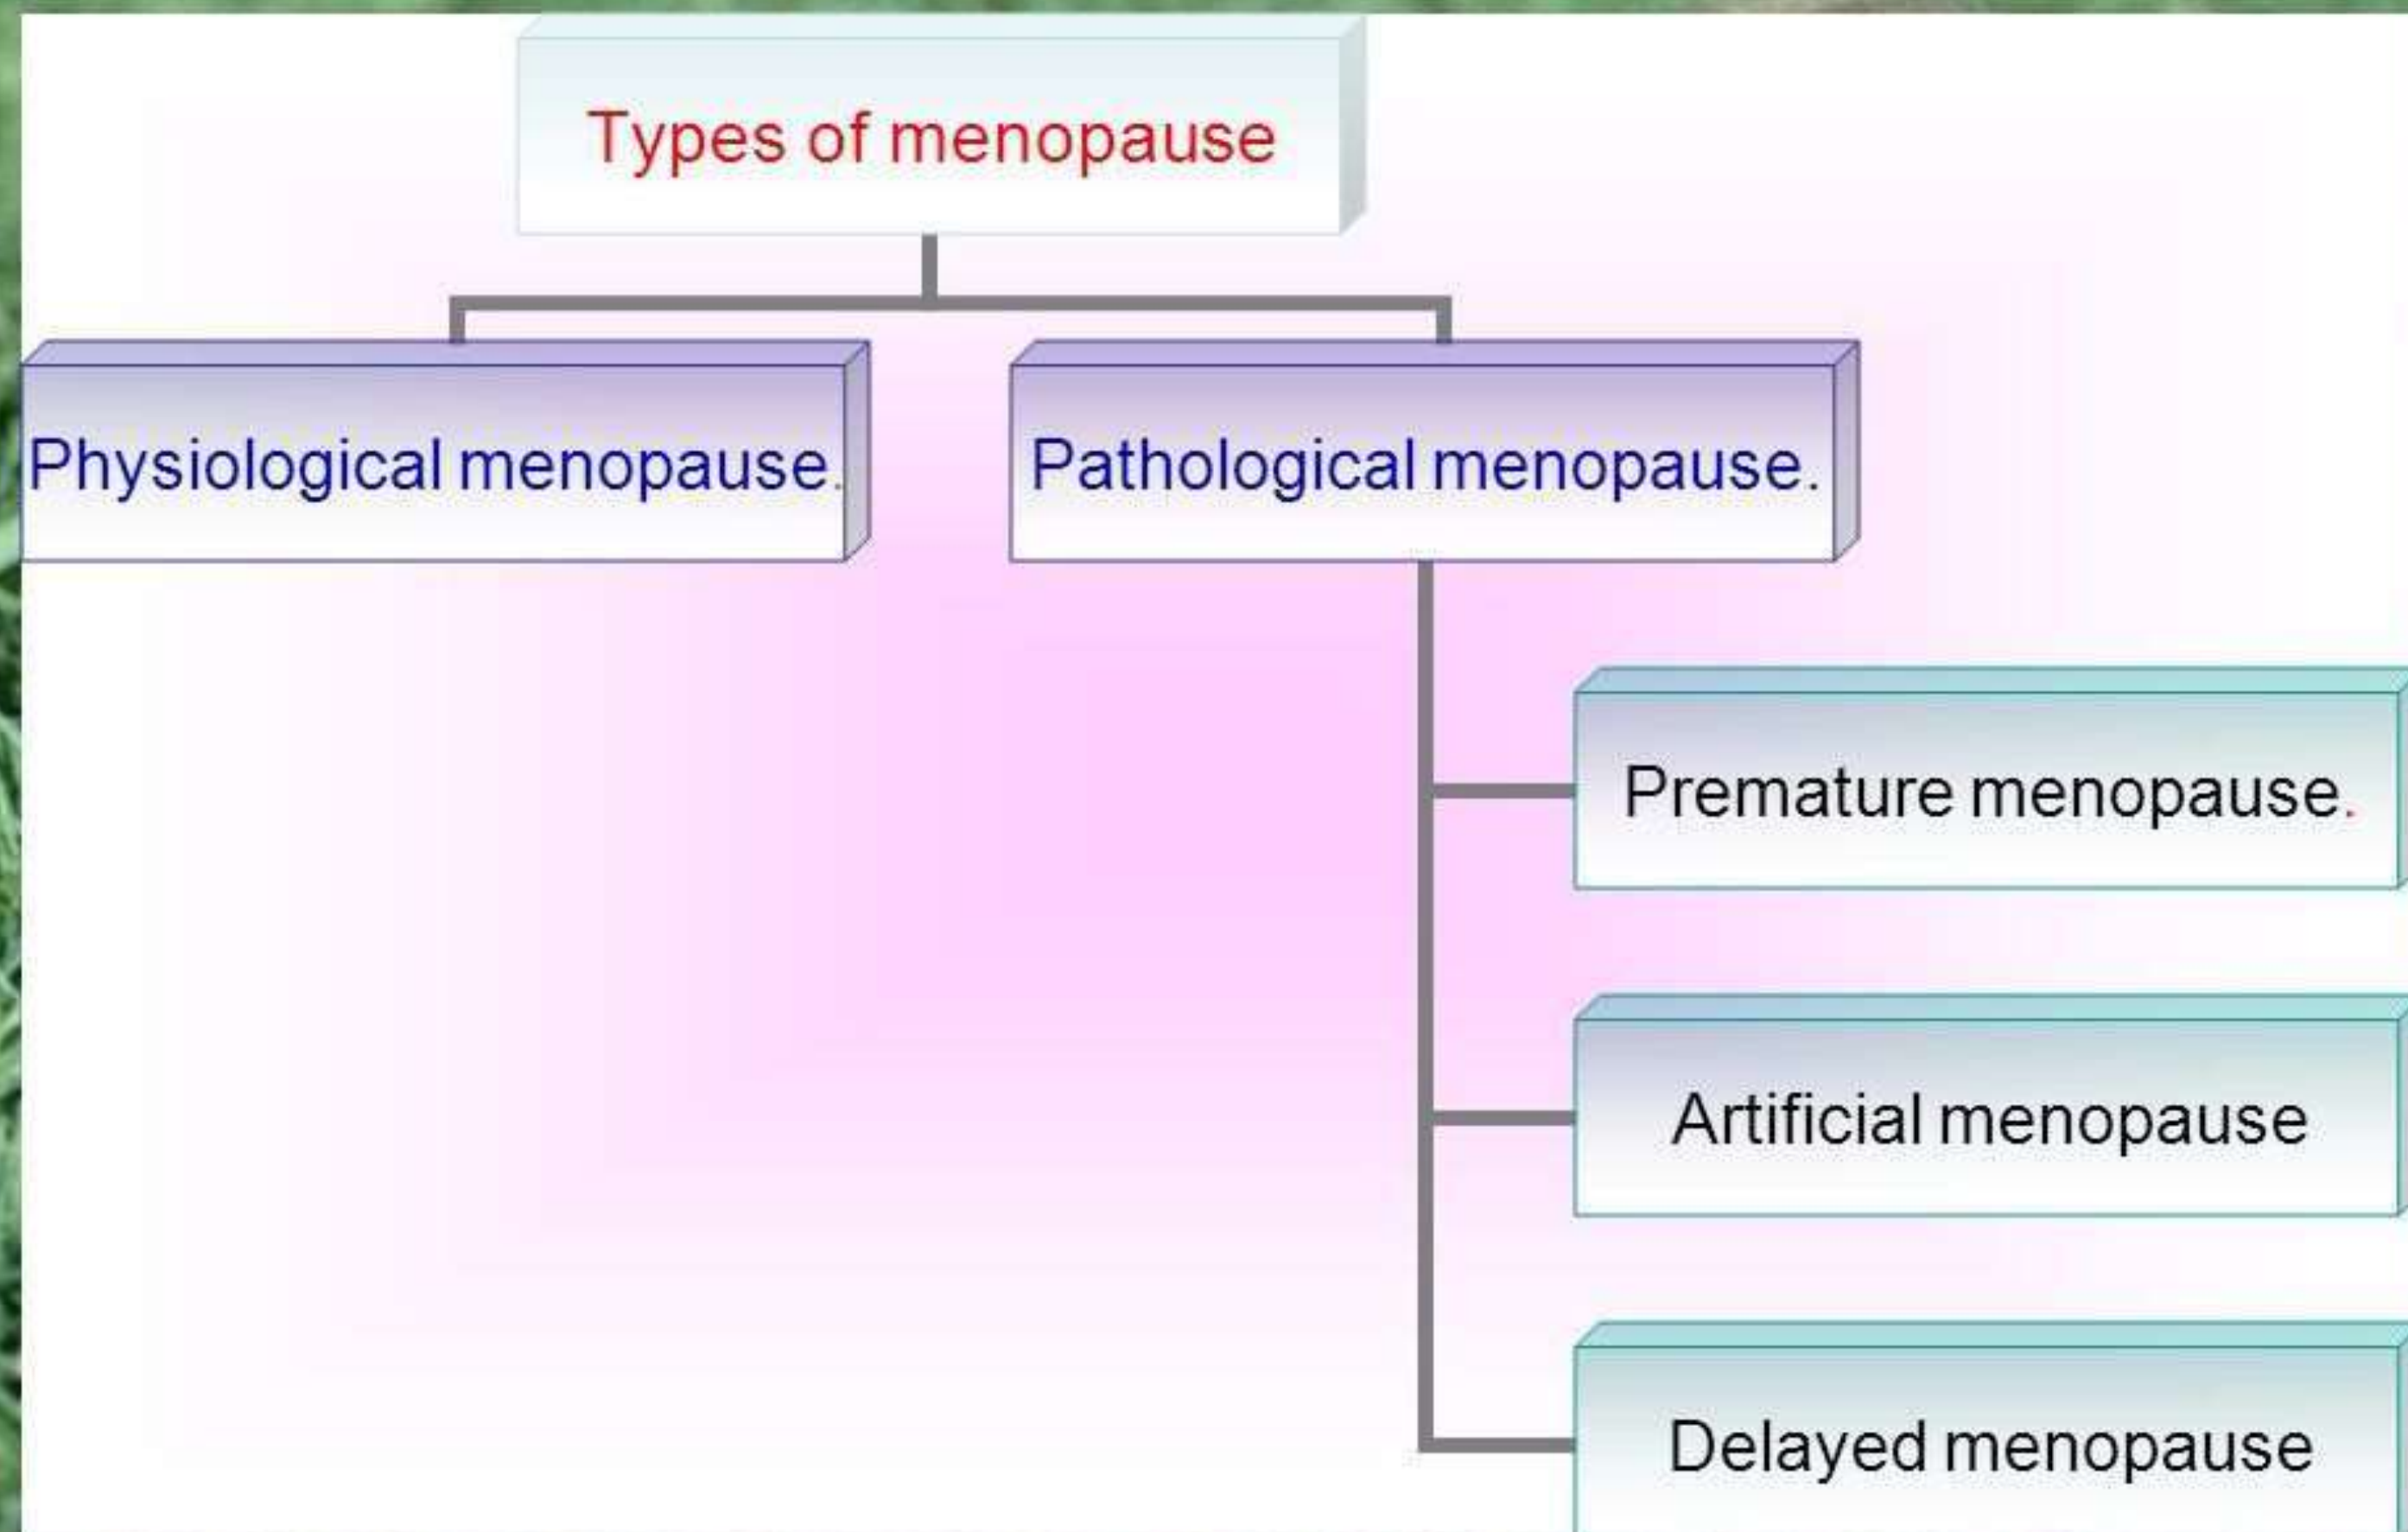 Types of menopause
Physiological menopause.
Pathological menopause.
Premature menopause.
Artificial menopause
Delayed menopause